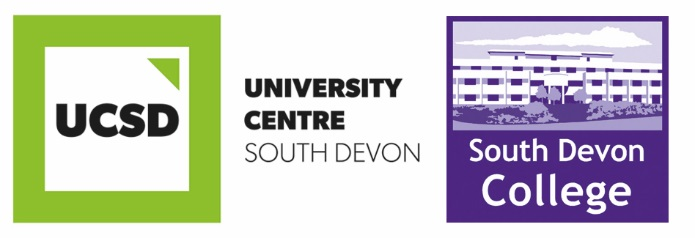 UCSD
UNIVERSITY
CENTRE
SOUTH DEVON
South Devon
College